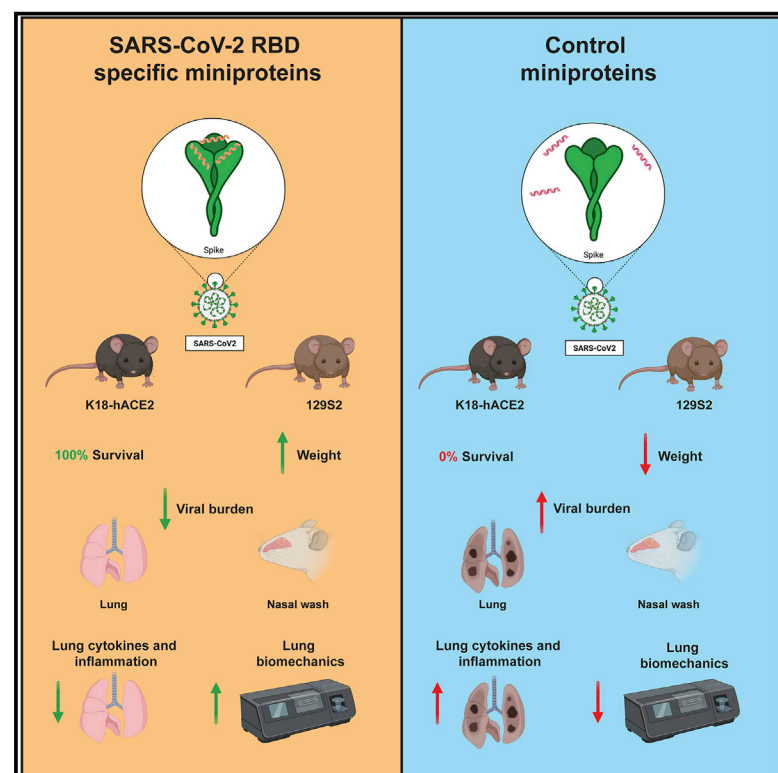 SARS-CoV-2 RBD
specific miniproteins
Spike
SARS-CoV2
K18-hACE2
129S2
100% Survival
Weight
Viral burden
Lung
Nasal wash
Lung cytokines and
inflammation
Lung
biomechanics
Control
miniproteins
Spike
SARS-CoV2
K18-hACE2
129S2
0% Survival
Weight
Viral burden
Lung
Nasal wash
Lung cytokines and
inflammation
Lung
biomechanics